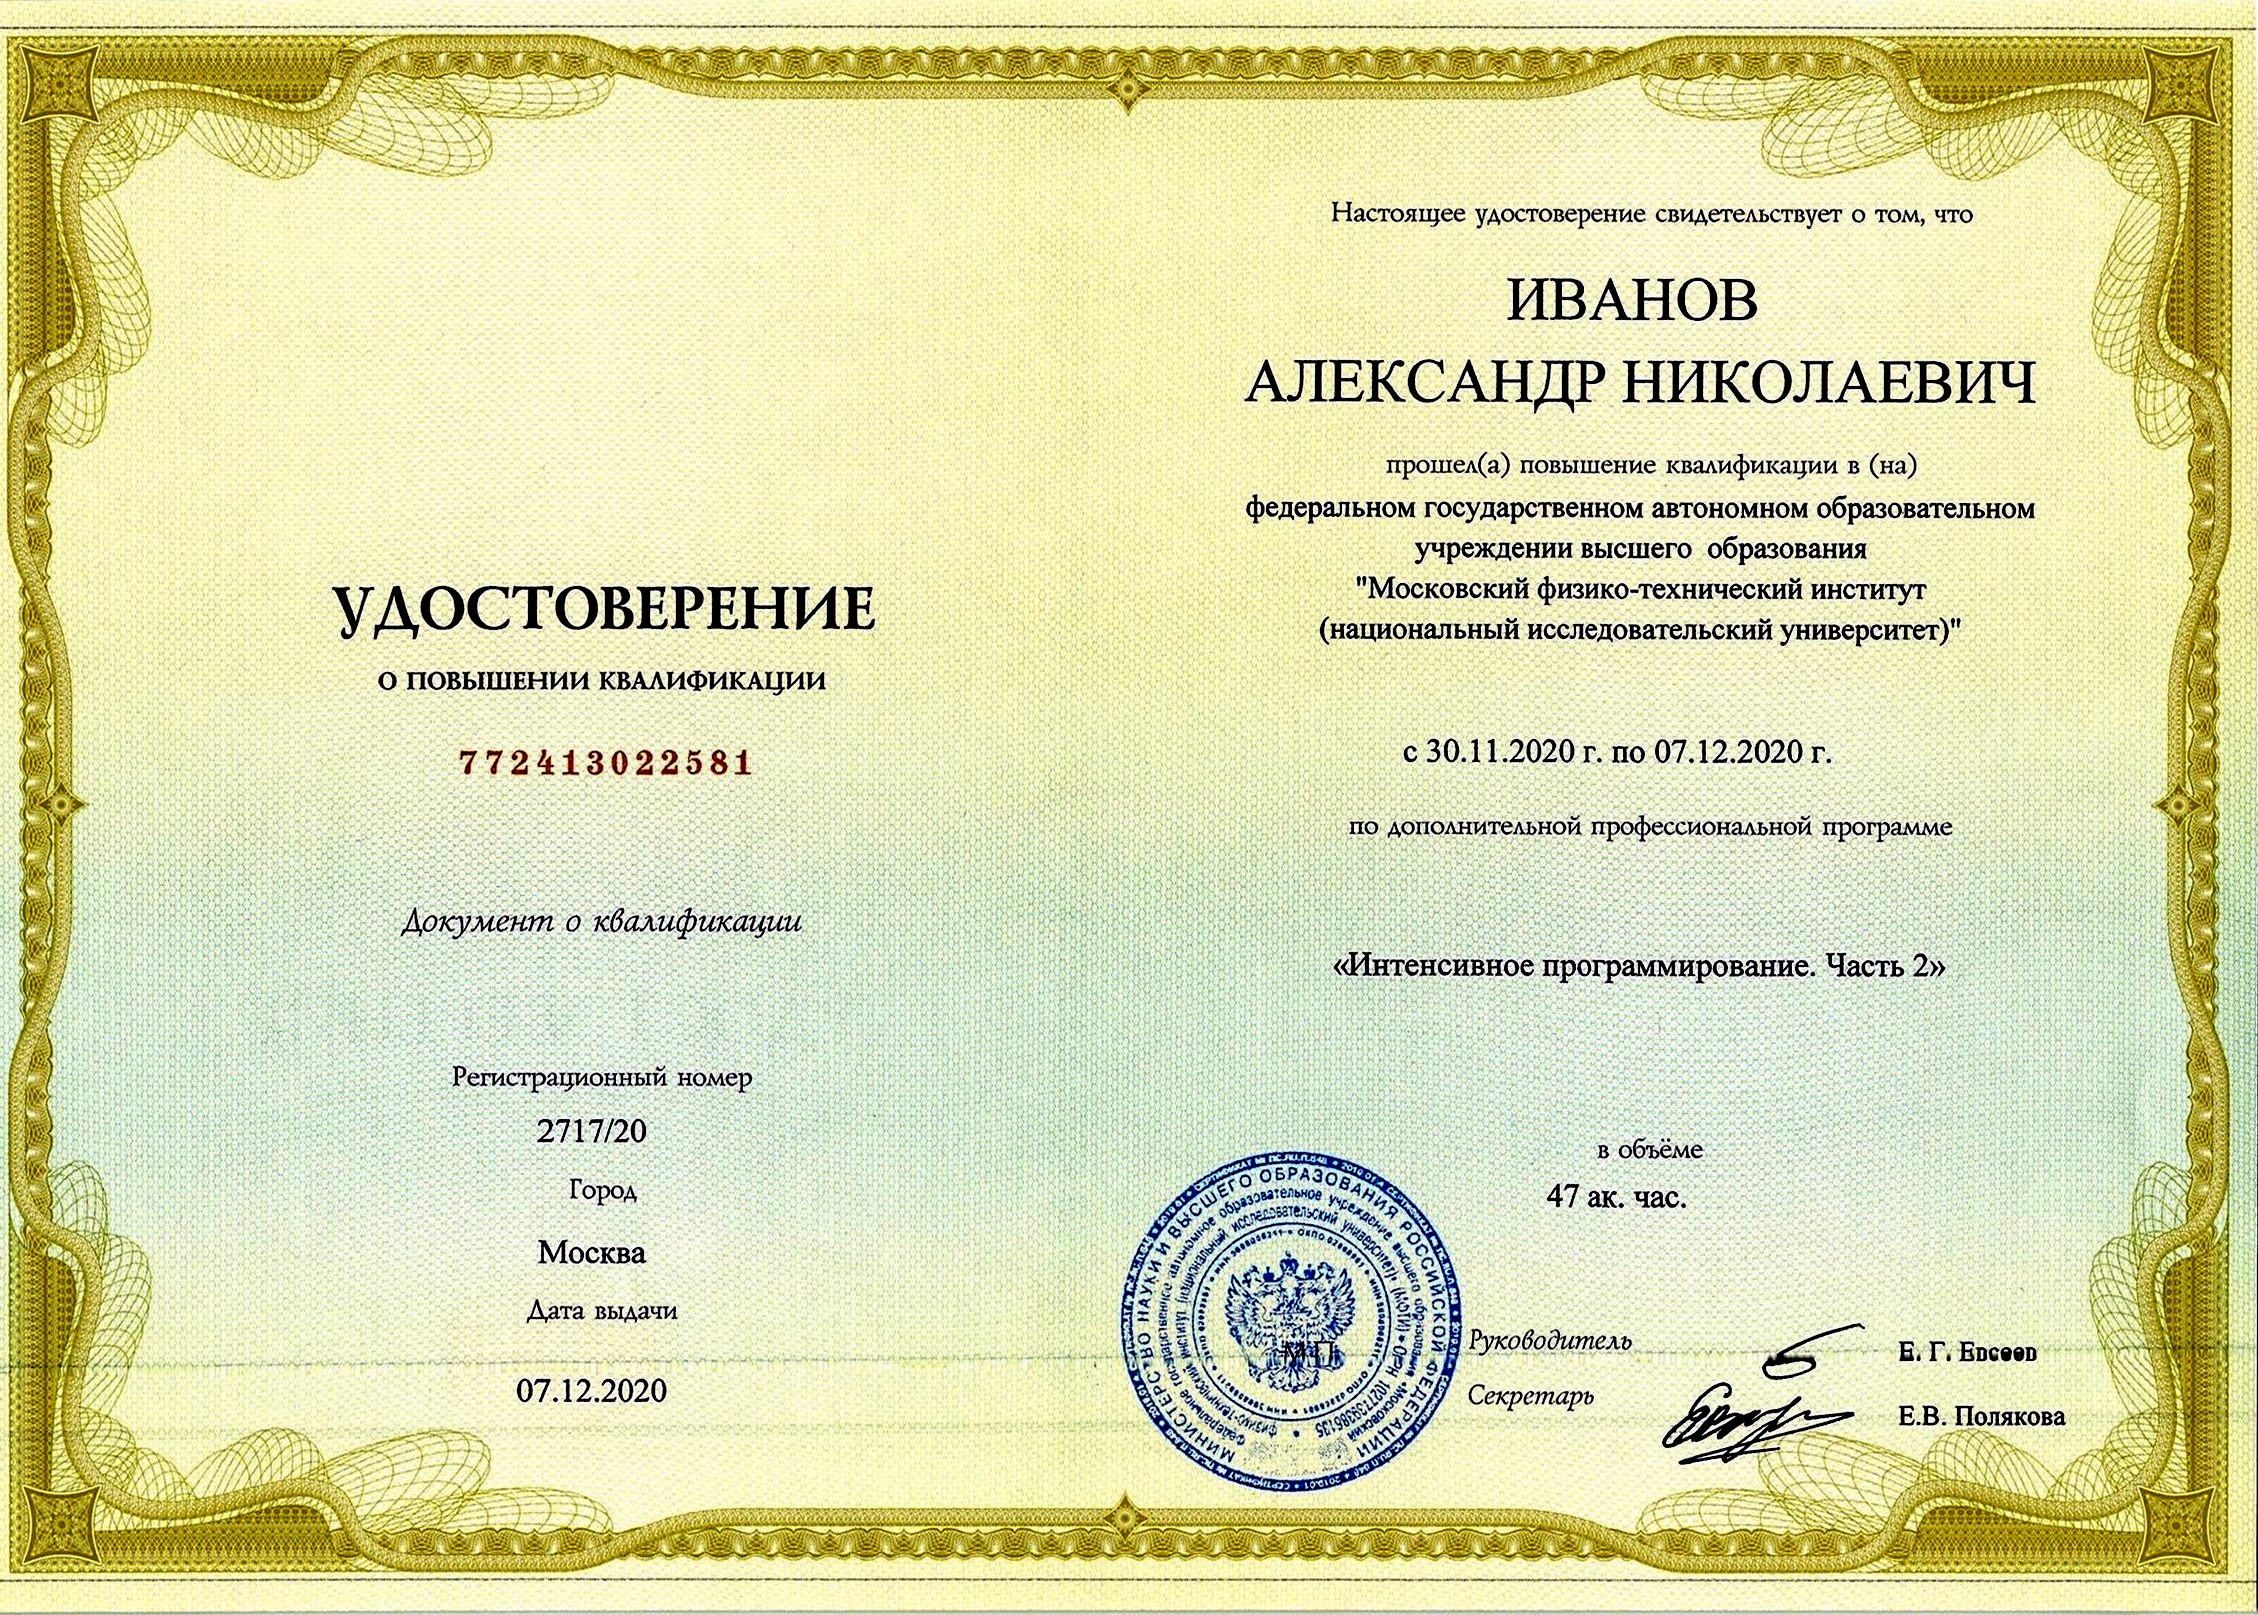 УДОСТОВЕРЕНИЕ
О ПОВЫШЕНИИ КВАЛИФИКАЦИИ
772413022581
Документ о квалификации
Регистрационный номер
2717/20
Город
Москва
Дата выдачи
07.12.2020
Настоящее удостоверение свидетельствует о том, что
ИВАНОВ
АЛЕКСАНДР НИКОЛАЕВИЧ
прошел(а) повышение квалификации в (на)
федеральном государственном автономном образовательном
учреждении высшего образования
"Московский физико-технический институт
(национальный исследовательский университет)"
с 30.11.2020 г. по 07.12.2020 г.
по дополнительной профессиональной программе
«Интенсивное программирование. Часть 2»
в объёме
47 ак. час.
МИНИСТЕРСТВО НАУКИ И ВЫСШЕГО ОБРАЗОВАНИЯ РОССИЙСКОЙ ФЕДЕРАЦИИ
федеральное государственное автономное образовательное учреждение высшего образования «Московский
физико-технический институт (национальный исследовательский университет)» (МФТИ) • ОГРН 1027739386135
М.П.
Руководитель
Е. Г. Евсеев
Секретарь
Е.В. Полякова